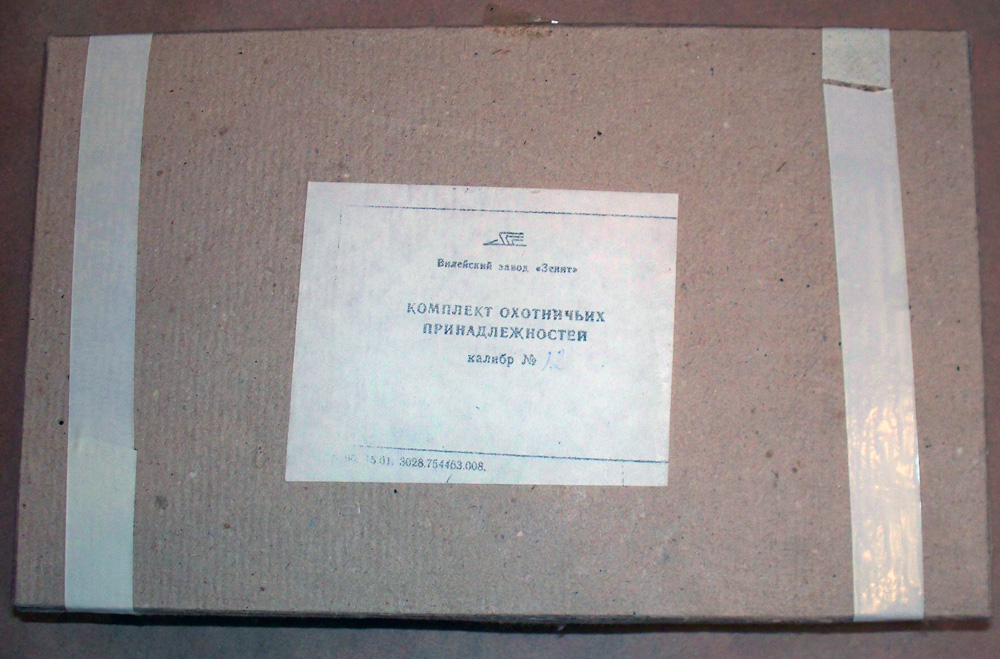 Вилейский завод «Зенит»
КОМПЛЕКТ ОХОТНИЧЬИХ
ПРИНАДЛЕЖНОСТЕЙ
калибр № 12
3028.754463.008.